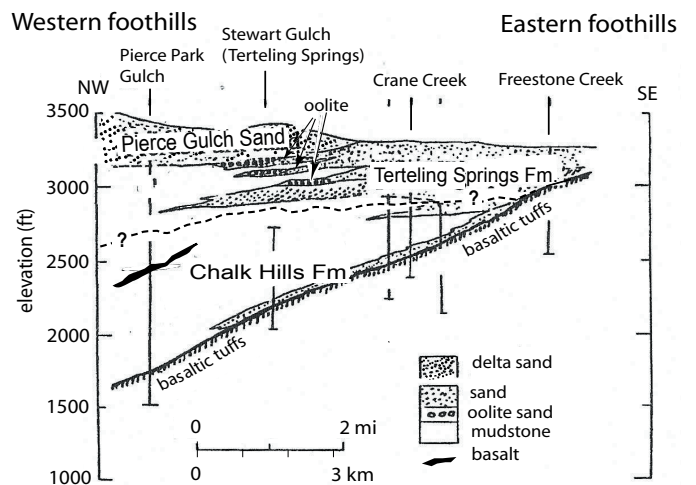 Western foothills
Eastern foothills
Stewart Gulch
(Terteling Springs)
Pierce Park
Gulch
Crane Creek
Freestone Creek
NW
SE
oolite
3500
3000
2500
2000
1500
1000
elevation (ft)
Pierce Gulch Sand
Terteling Springs Fm
?
?
Chalk Hills Fm
basaltic tuffs
basaltic tuffs
delta sand
sand
oolite sand
mudstone
basalt
0
2 mi
0
3 km